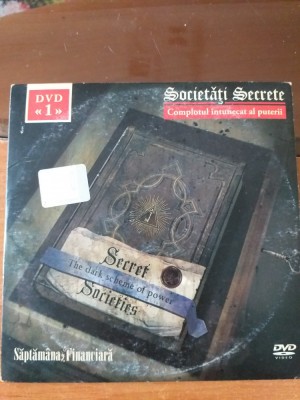 DVD
«1»
Societăţi Secrete
Complotul întunecat al puterii
Secret
The dark scheme of power
Societies
Săptămâna Financiară
DVD
VIDEO